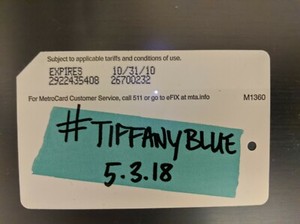 Subject to applicable tariffs and conditions of use.
EXPIRES 10/31/10
2922435408 26700232
For MetroCard Customer Service, call 511 or go to eFIX at mta.info M1360
#TIFFANYBLUE
5.3.18